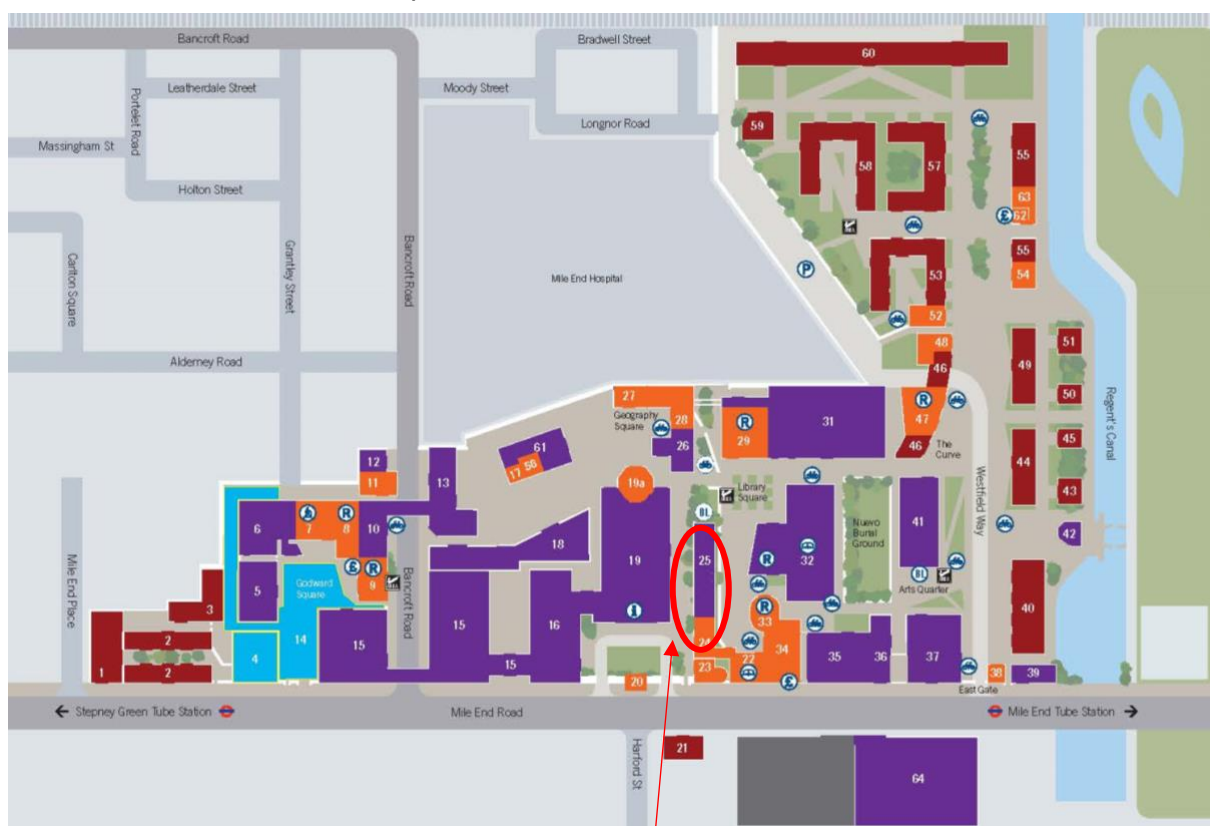 Bancroft Road
Bradwell Street
60
Leatherdale Street
Moody Street
Portelet Road
Longnor Road
59
58
57
55
Massingham St
63
£ 62
Holton Street
P
55
53
54
Carlton Square
Grantley Street
Bancroft Road
Mile End Hospital
52
48
51
Alderney Road
46
49
Regent's Canal
27
R
47
50
Geography
Square
28
R
29
31
46
The
Curve
45
61
26
44
12
17 56
43
11
13
19a
Library
Square
Westfield Way
BL
6
7
R
8
10
18
25
32
R
Nuevo
Burial
Ground
41
42
Mile End Place
5
Godward
Square
£ R
9
Bancroft Road
19
BL
Arts Quarter
3
14
15
15
16
R
33
40
2
4
24
22
34
35
36
37
1
2
15
20
23
£
38
39
East Gate
← Stepney Green Tube Station
Mile End Road
Mile End Tube Station →
Harford St
21
64